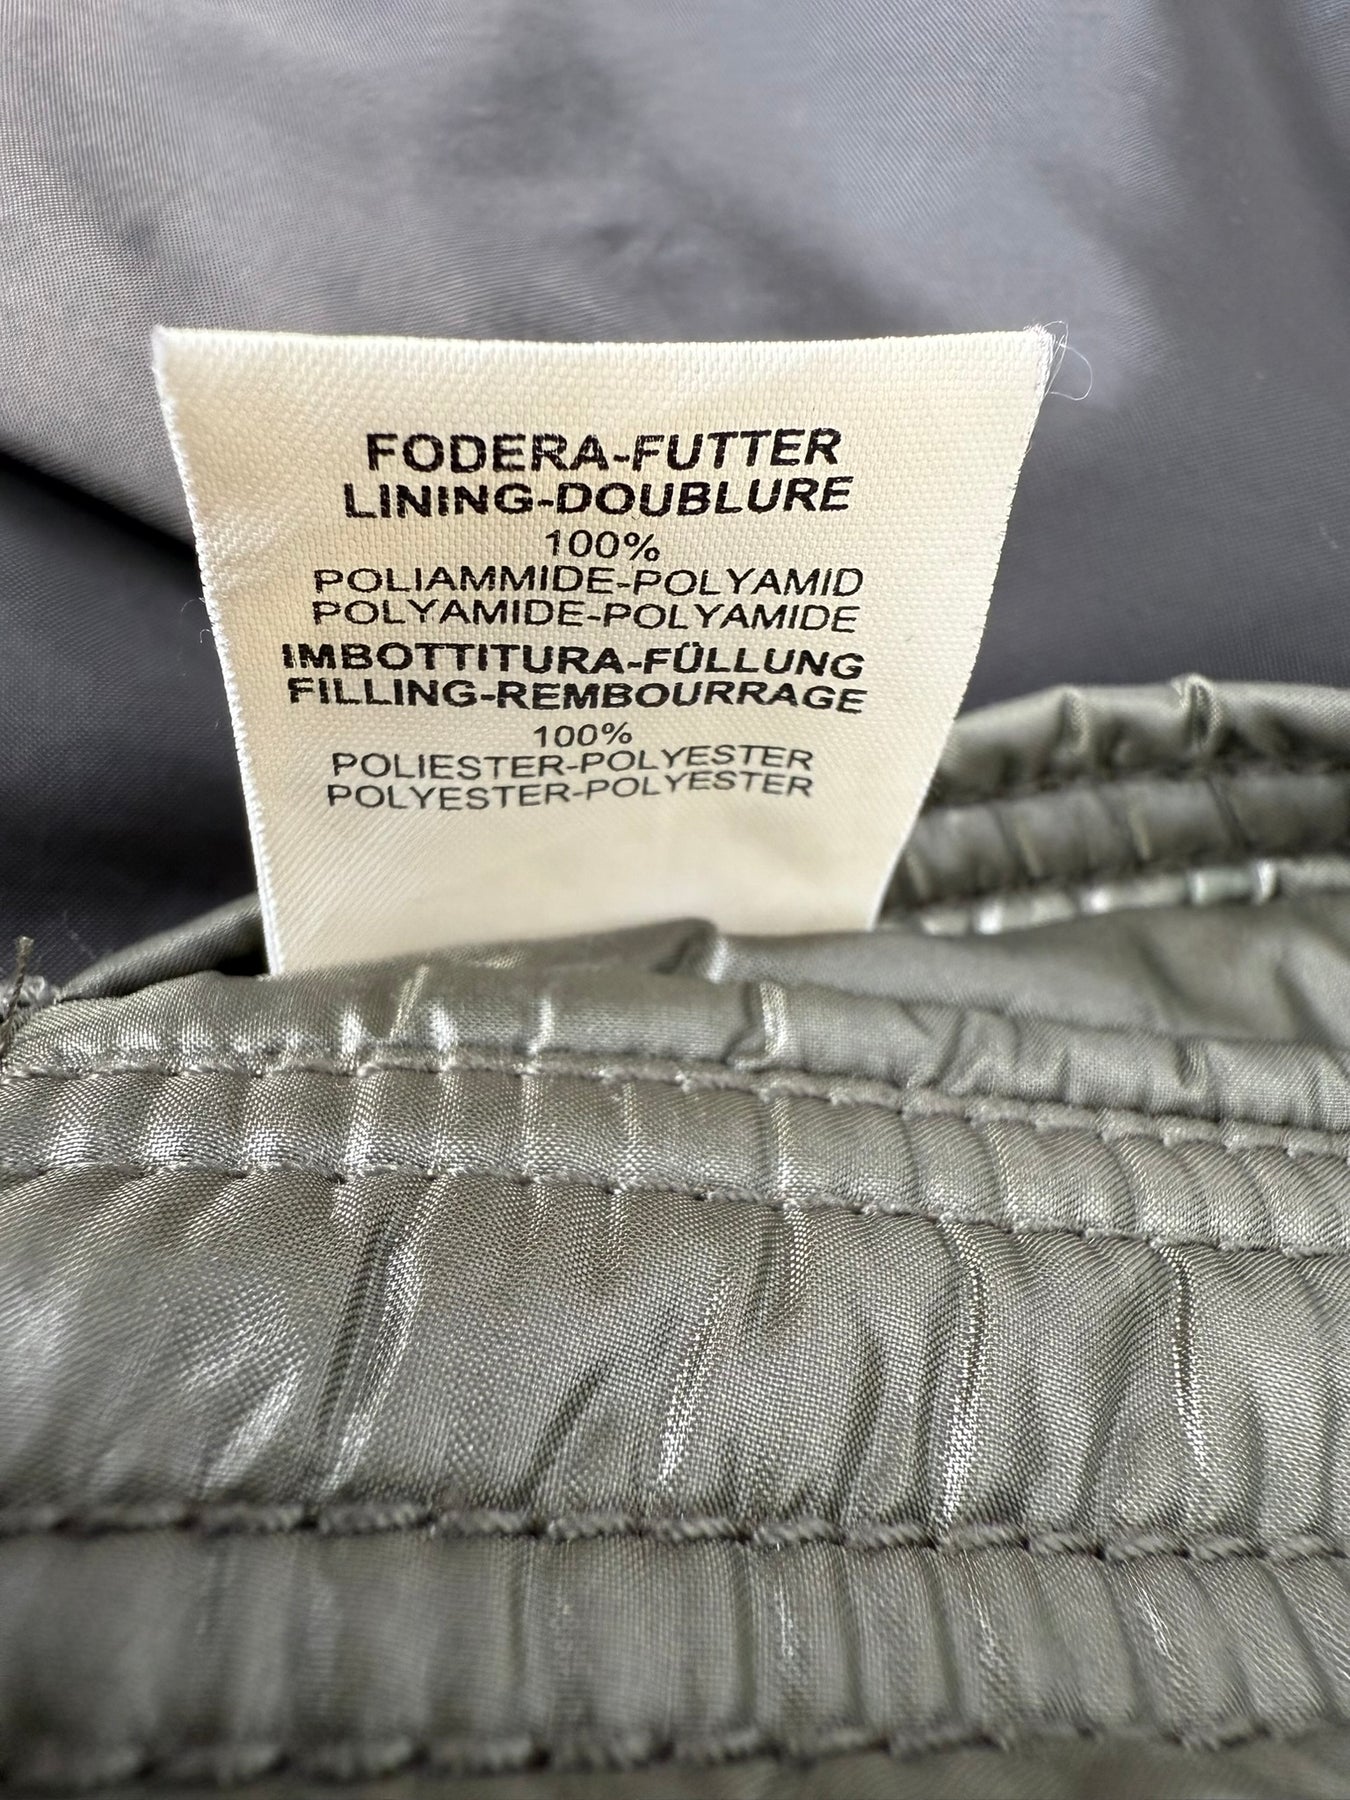 FODERA-FUTTER
LINING-DOUBLURE
100%
POLIAMMIDE-POLYAMID
POLYAMIDE-POLYAMIDE
IMBOTTITURA-FÜLLUNG
FILLING-REMBOURRAGE
100%
POLIESTER-POLYESTER
POLYESTER-POLYESTER